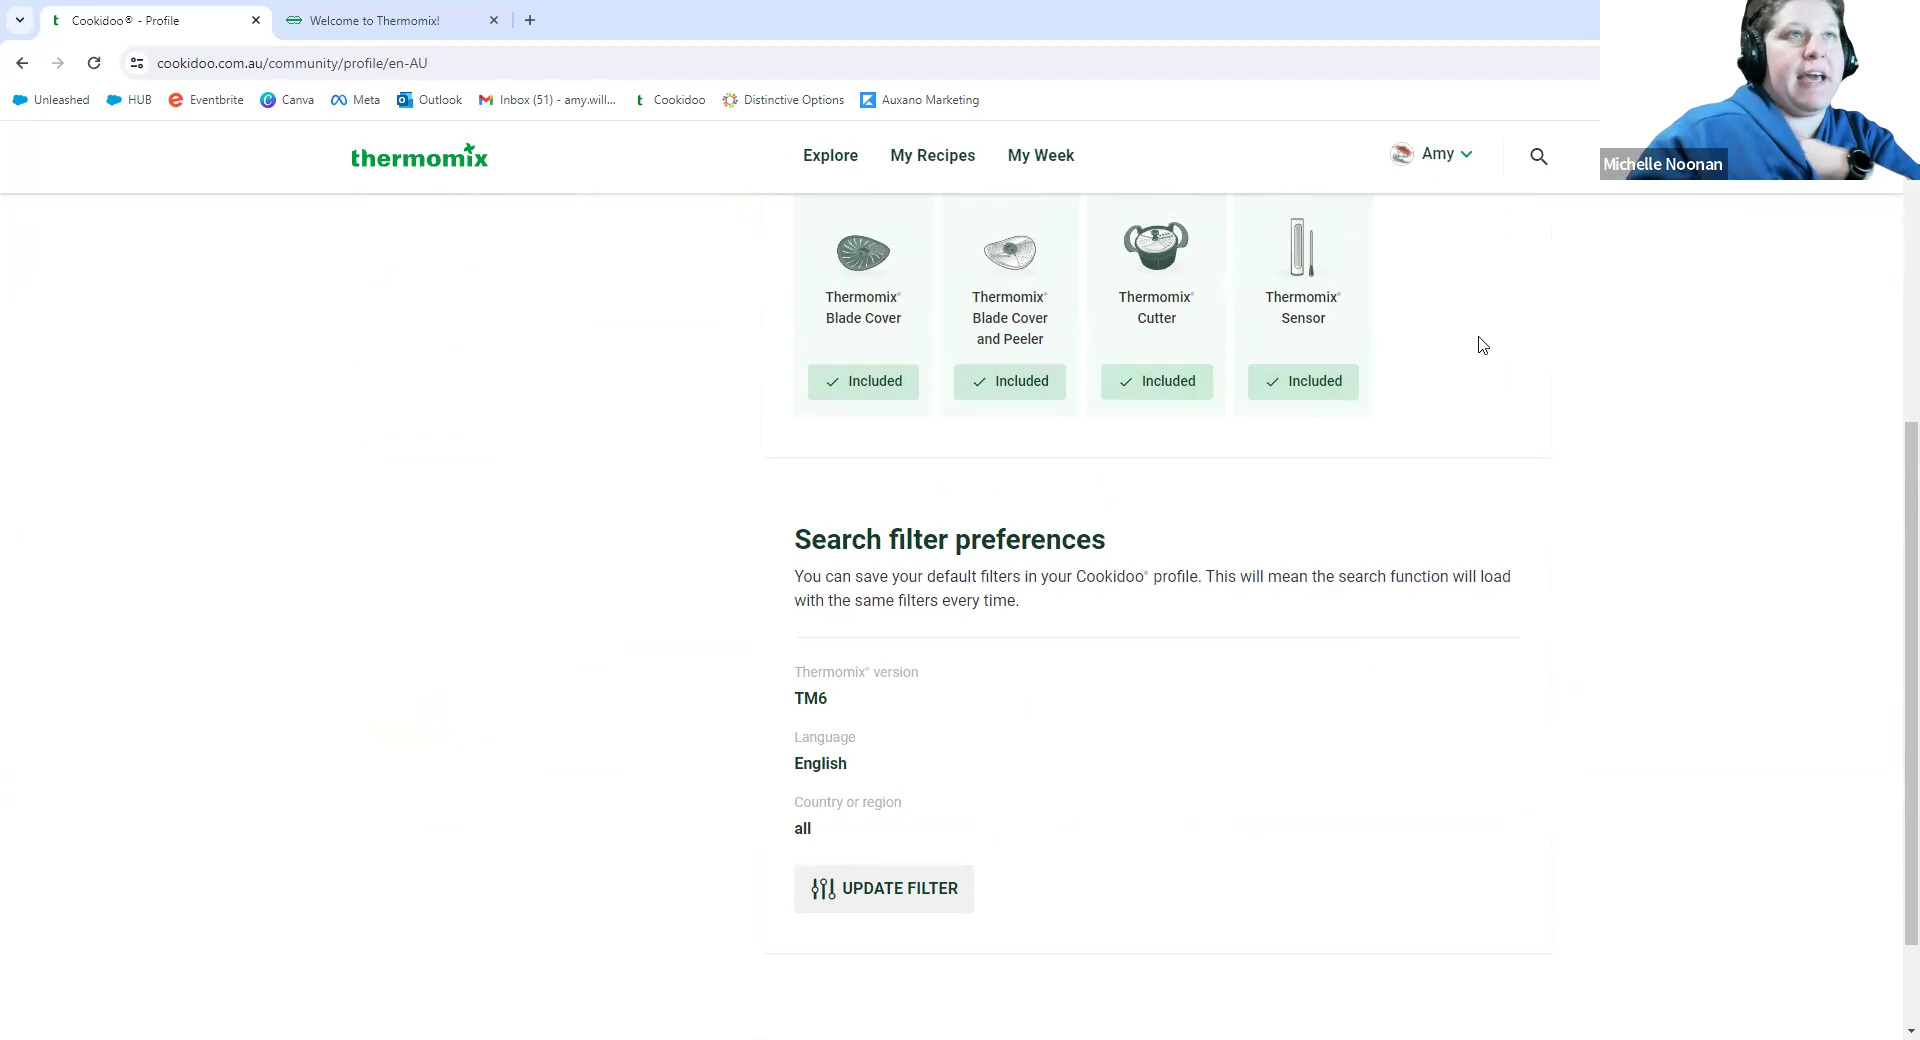 Cookidoo® - Profile
Welcome to Thermomix!
cookidoo.com.au/community/profile/en-AU
Unleashed HUB Eventbrite Canva Meta Outlook Inbox (51) - amy.will... Cookidoo Distinctive Options Auxano Marketing
thermomix
Explore My Recipes My Week
Amy
Michelle Noonan
Thermomix®
Blade Cover
Included
Thermomix®
Blade Cover
and Peeler
Included
Thermomix®
Cutter
Included
Thermomix®
Sensor
Included
Search filter preferences
You can save your default filters in your Cookidoo® profile. This will mean the search function will load
with the same filters every time.
Thermomix® version
TM6
Language
English
Country or region
all
UPDATE FILTER